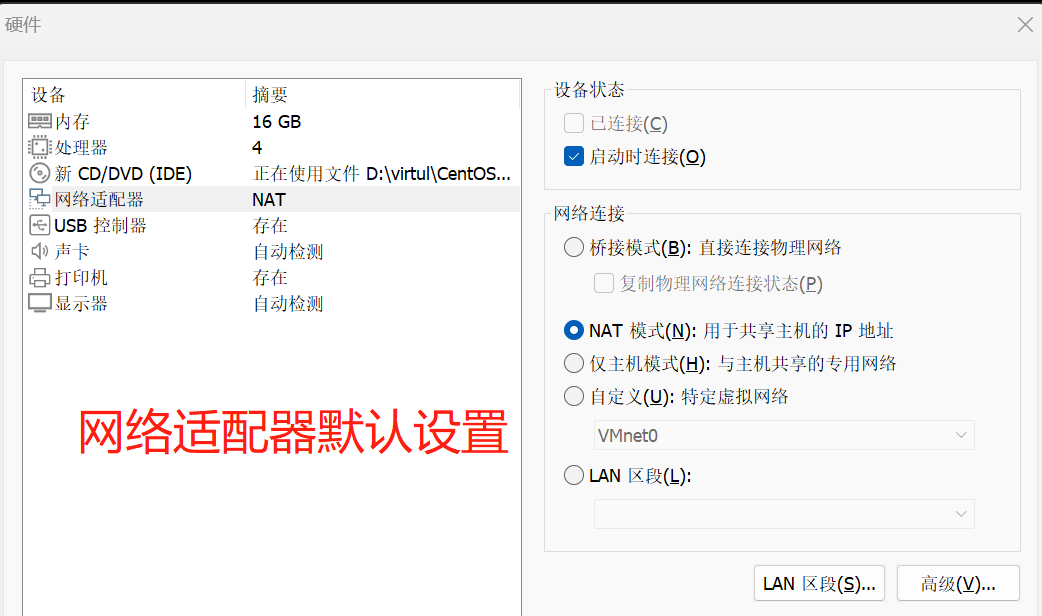 硬件
设备 摘要
内存 16 GB
处理器 4
新 CD/DVD (IDE) 正在使用文件 D:\virtul\CentOS...
网络适配器 NAT
USB 控制器 存在
声卡 自动检测
打印机 存在
显示器 自动检测
网络适配器默认设置
设备状态
已连接(C)
启动时连接(O)
网络连接
桥接模式(B): 直接连接物理网络
复制物理网络连接状态(P)
NAT 模式(N): 用于共享主机的 IP 地址
仅主机模式(H): 与主机共享的专用网络
自定义(U): 特定虚拟网络
VMnet0
LAN 区段(L):
LAN 区段(S)... 高级(V)...